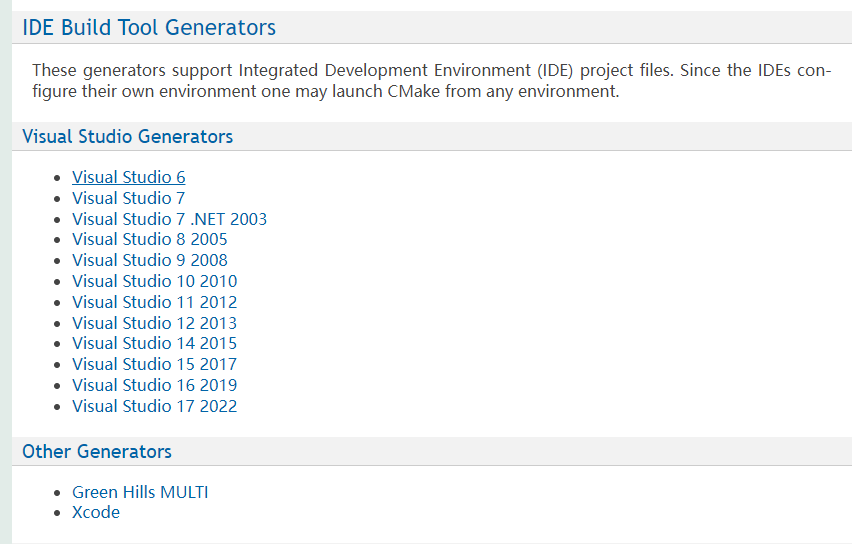 IDE Build Tool Generators
These generators support Integrated Development Environment (IDE) project files. Since the IDEs con-
figure their own environment one may launch CMake from any environment.
Visual Studio Generators
• Visual Studio 6
• Visual Studio 7
• Visual Studio 7 .NET 2003
• Visual Studio 8 2005
• Visual Studio 9 2008
• Visual Studio 10 2010
• Visual Studio 11 2012
• Visual Studio 12 2013
• Visual Studio 14 2015
• Visual Studio 15 2017
• Visual Studio 16 2019
• Visual Studio 17 2022
Other Generators
• Green Hills MULTI
• Xcode